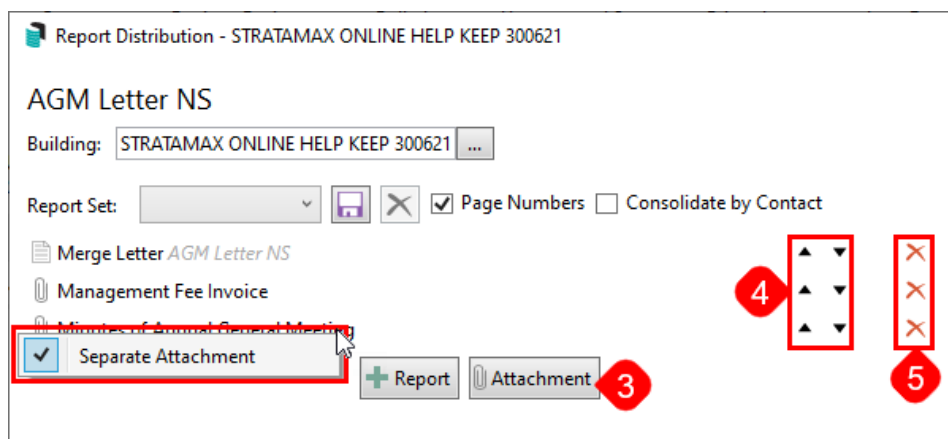 Report Distribution - STRATAMAX ONLINE HELP KEEP 300621
AGM Letter NS
Building: STRATAMAX ONLINE HELP KEEP 300621 ...
Report Set: Page Numbers Consolidate by Contact
Merge Letter AGM Letter NS
Management Fee Invoice
4
Minutes of Annual General Meeting
Separate Attachment
Report Attachment 3
5